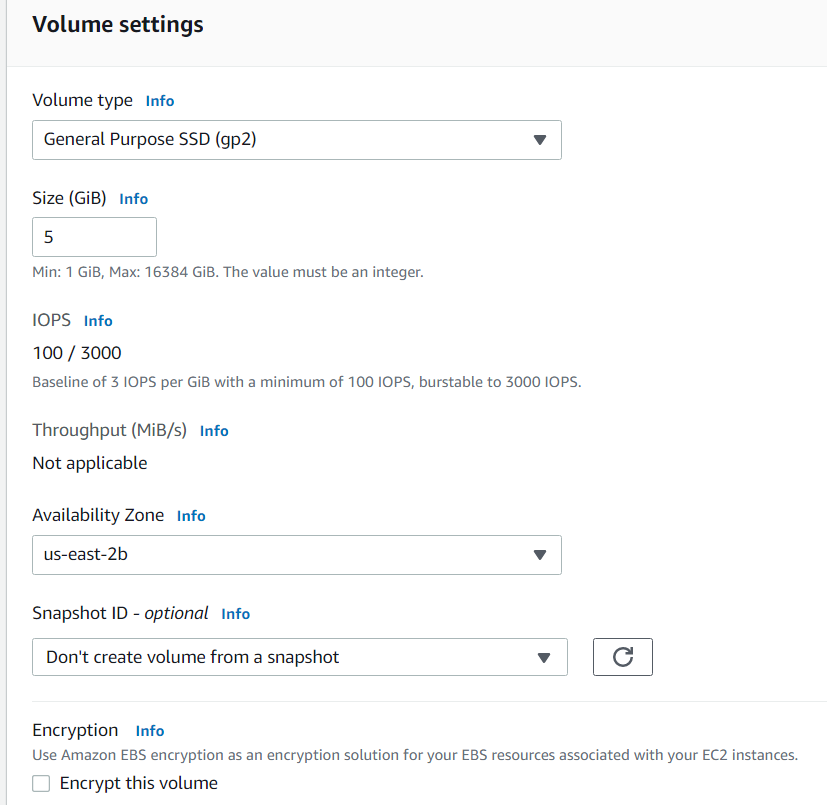 Volume settings
Volume type Info
General Purpose SSD (gp2)
Size (GiB) Info
5
Min: 1 GiB, Max: 16384 GiB. The value must be an integer.
IOPS Info
100 / 3000
Baseline of 3 IOPS per GiB with a minimum of 100 IOPS, burstable to 3000 IOPS.
Throughput (MiB/s) Info
Not applicable
Availability Zone Info
us-east-2b
Snapshot ID - optional Info
Don't create volume from a snapshot
Encryption Info
Use Amazon EBS encryption as an encryption solution for your EBS resources associated with your EC2 instances.
Encrypt this volume